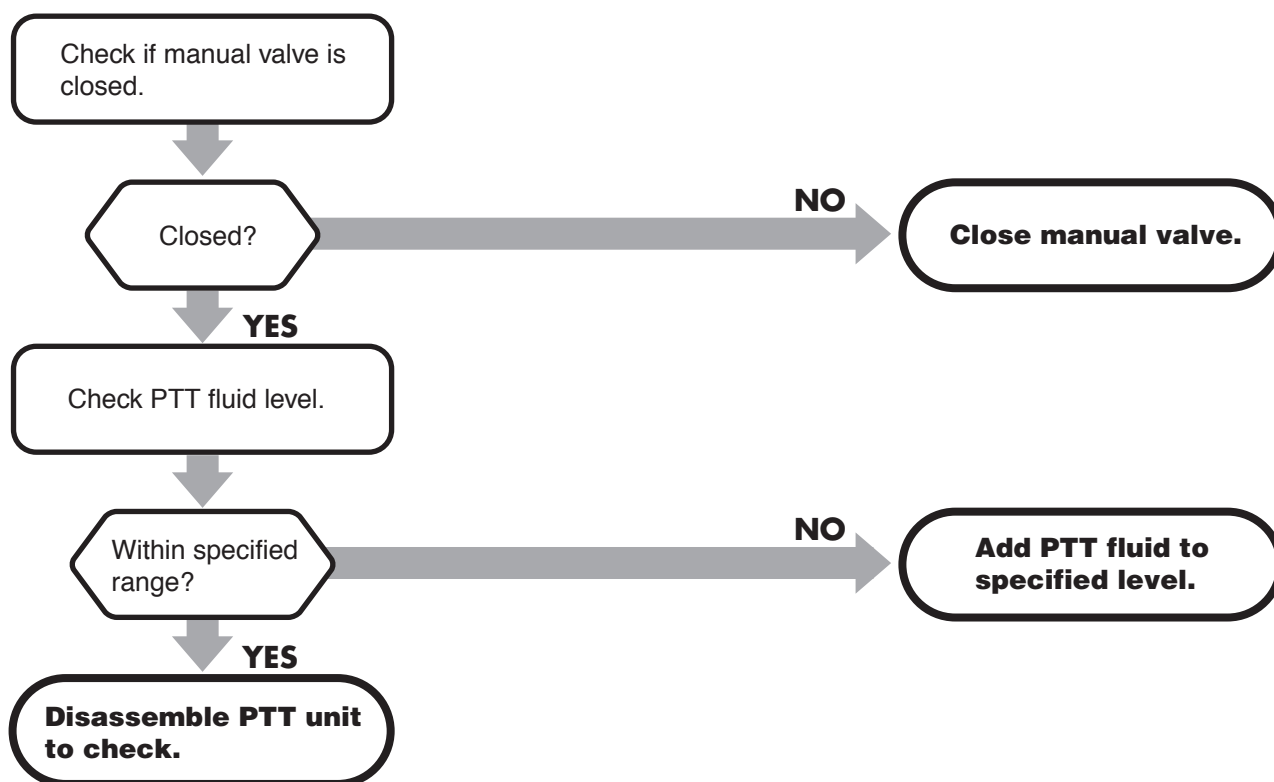 Check if manual valve is
closed.
Closed?
NO
Close manual valve.
YES
Check PTT fluid level.
Within specified
range?
NO
Add PTT fluid to
specified level.
YES
Disassemble PTT unit
to check.